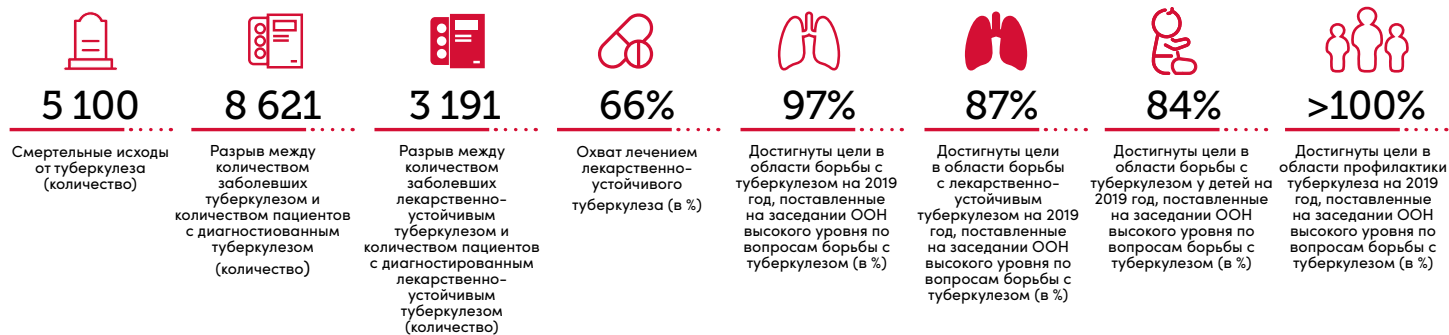 5 100
Смертельные исходы
от туберкулеза
(количество)
8 621
Разрыв между
количеством
заболевших
туберкулезом и
количеством пациентов
с диагностиованным
туберкулезом
(количество)
3 191
Разрыв между
количеством
заболевших
лекарственно-
устойчивым
туберкулезом и
количеством пациентов
с диагностированным
лекарственно-
устойчивым
туберкулезом
(количество)
66%
Охват лечением
лекарственно-
устойчивого
туберкулеза (в %)
97%
Достигнуты цели в
области борьбы с
туберкулезом на 2019
год, поставленные
на заседании ООН
высокого уровня по
вопросам борьбы с
туберкулезом (в %)
87%
Достигнуты цели
в области борьбы
с лекарственно-
устойчивым
туберкулезом на 2019
год, поставленные
на заседании ООН
высокого уровня по
вопросам борьбы с
туберкулезом (в %)
84%
Достигнуты цели в
области борьбы с
туберкулезом у детей на
2019 год, поставленные
на заседании ООН
высокого уровня по
вопросам борьбы с
туберкулезом (в %)
>100%
Достигнуты цели в
области профилактики
туберкулеза на 2019
год, поставленные
на заседании ООН
высокого уровня по
вопросам борьбы с
туберкулезом (в %)